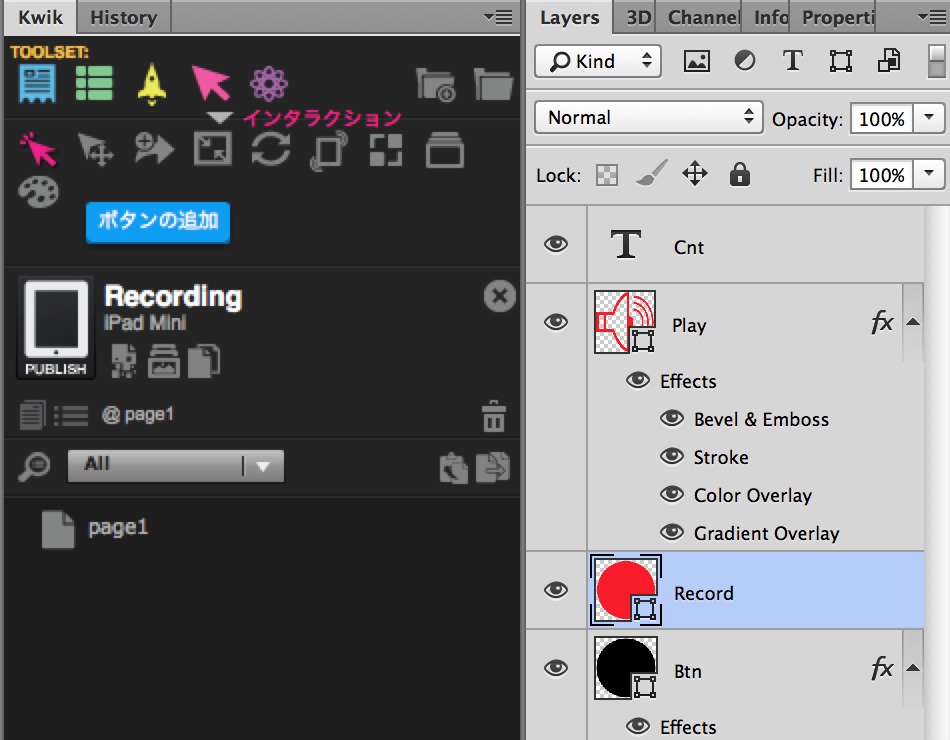 Kwik
History
TOOLSET:
インタラクション
ボタンの追加
Recording
iPad Mini
PUBLISH
@ page1
All
page1
Layers
3D
Channel
Info
Properti
Kind
Normal
Opacity: 100%
Lock:
Fill: 100%
T Cnt
Play fx
Effects
Bevel & Emboss
Stroke
Color Overlay
Gradient Overlay
Record
Btn fx
Effects